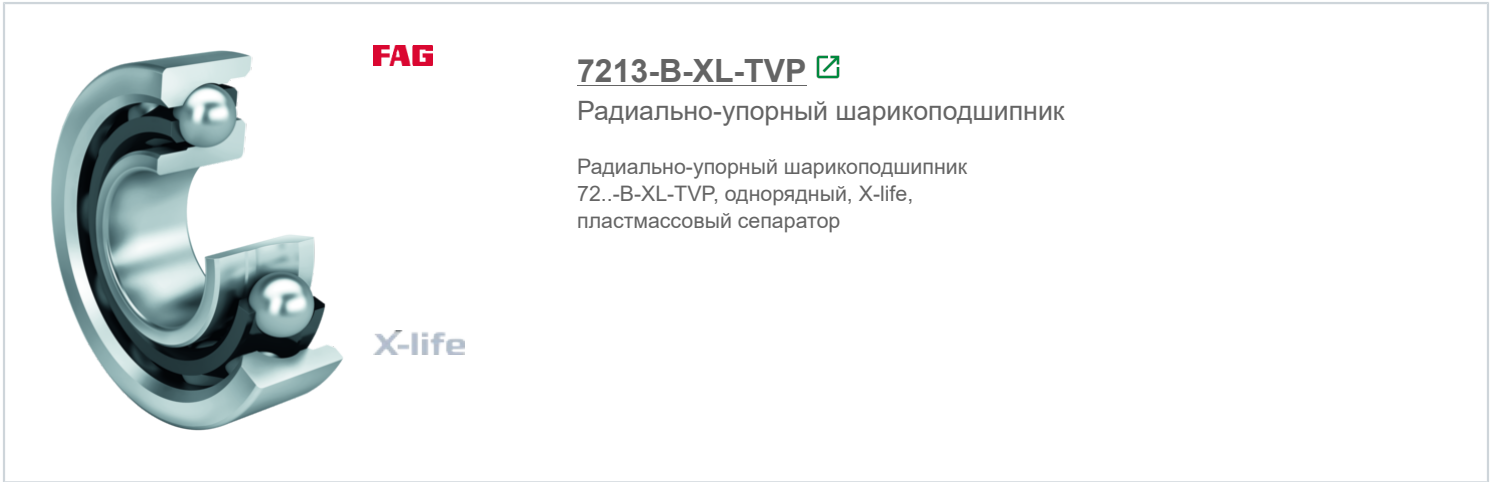 FAG
7213-B-XL-TVP
Радиально-упорный шарикоподшипник
Радиально-упорный шарикоподшипник
72..-B-XL-TVP, однорядный, X-life,
пластмассовый сепаратор
X-life